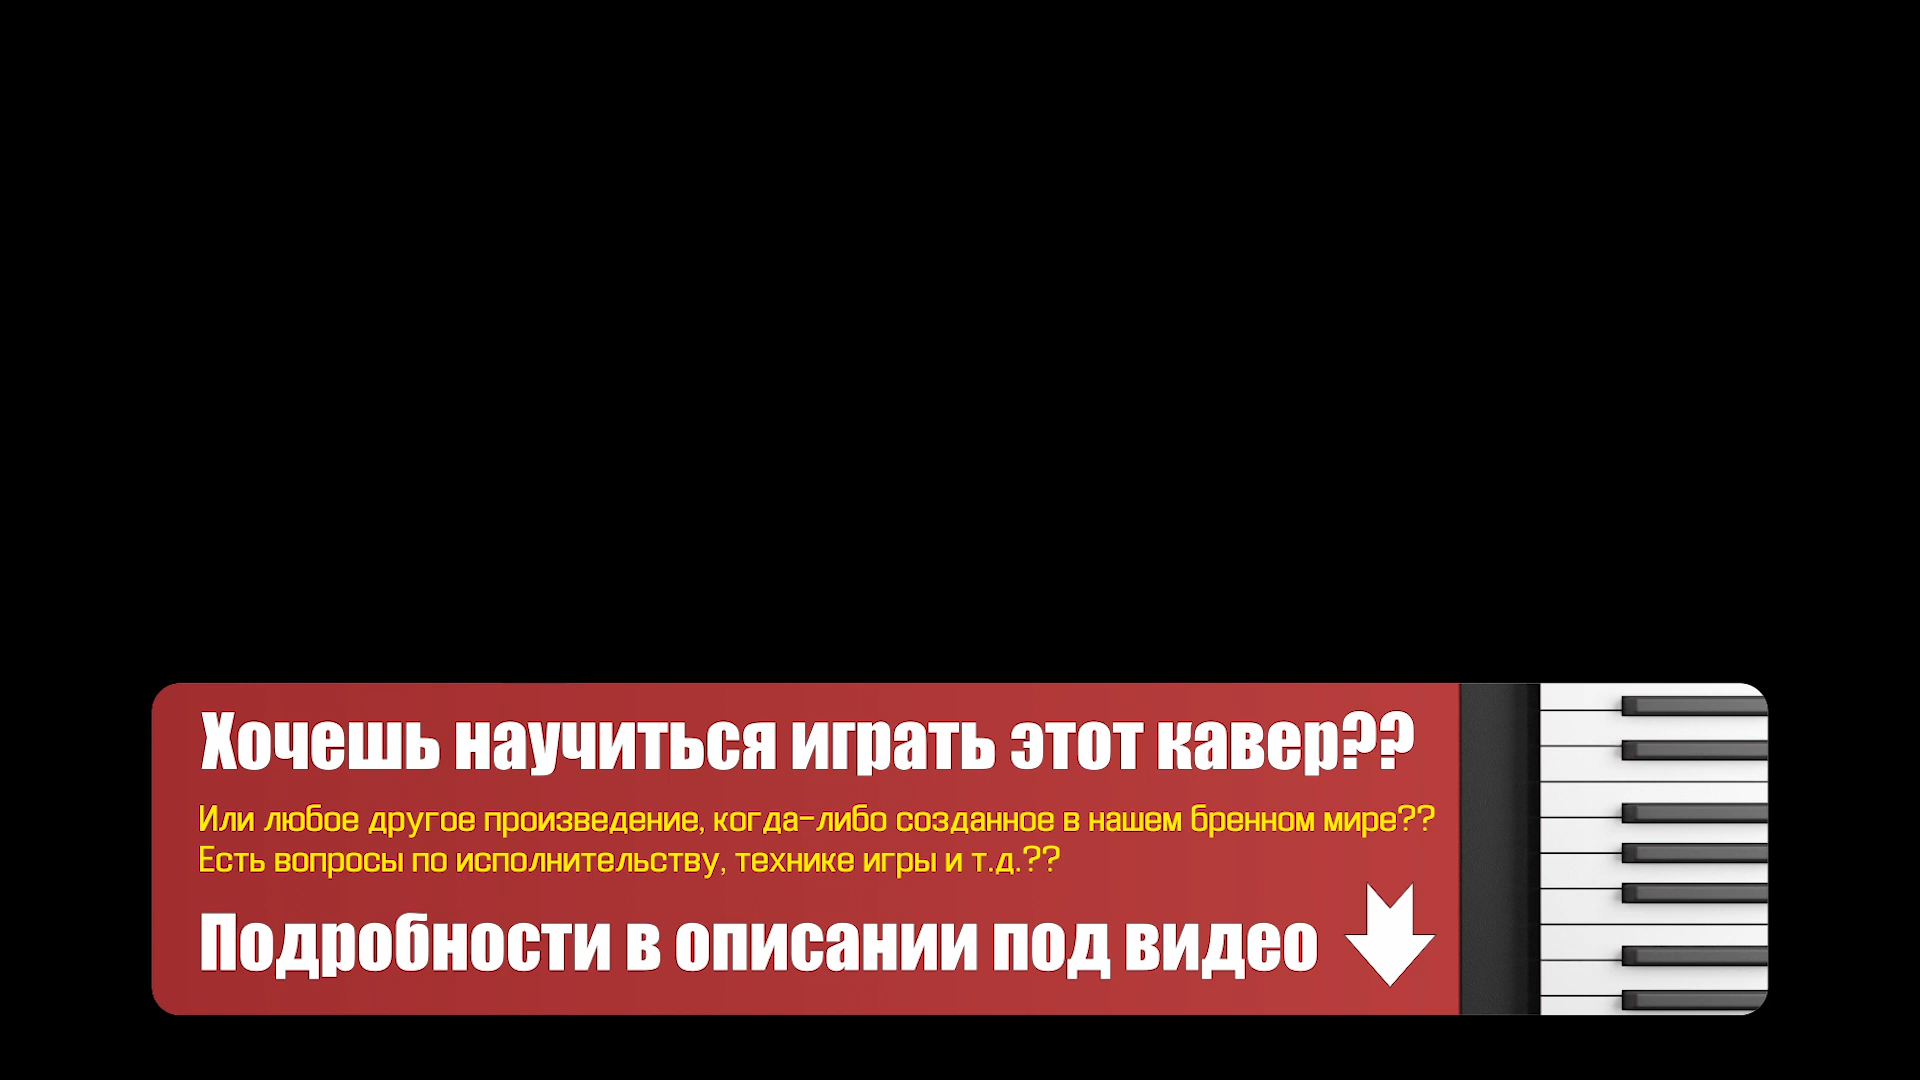 Хочешь научиться играть этот кавер??
Или любое другое произведение, когда-либо созданное в нашем бренном мире??
Есть вопросы по исполнительству, технике игры и т.д.??
Подробности в описании под видео